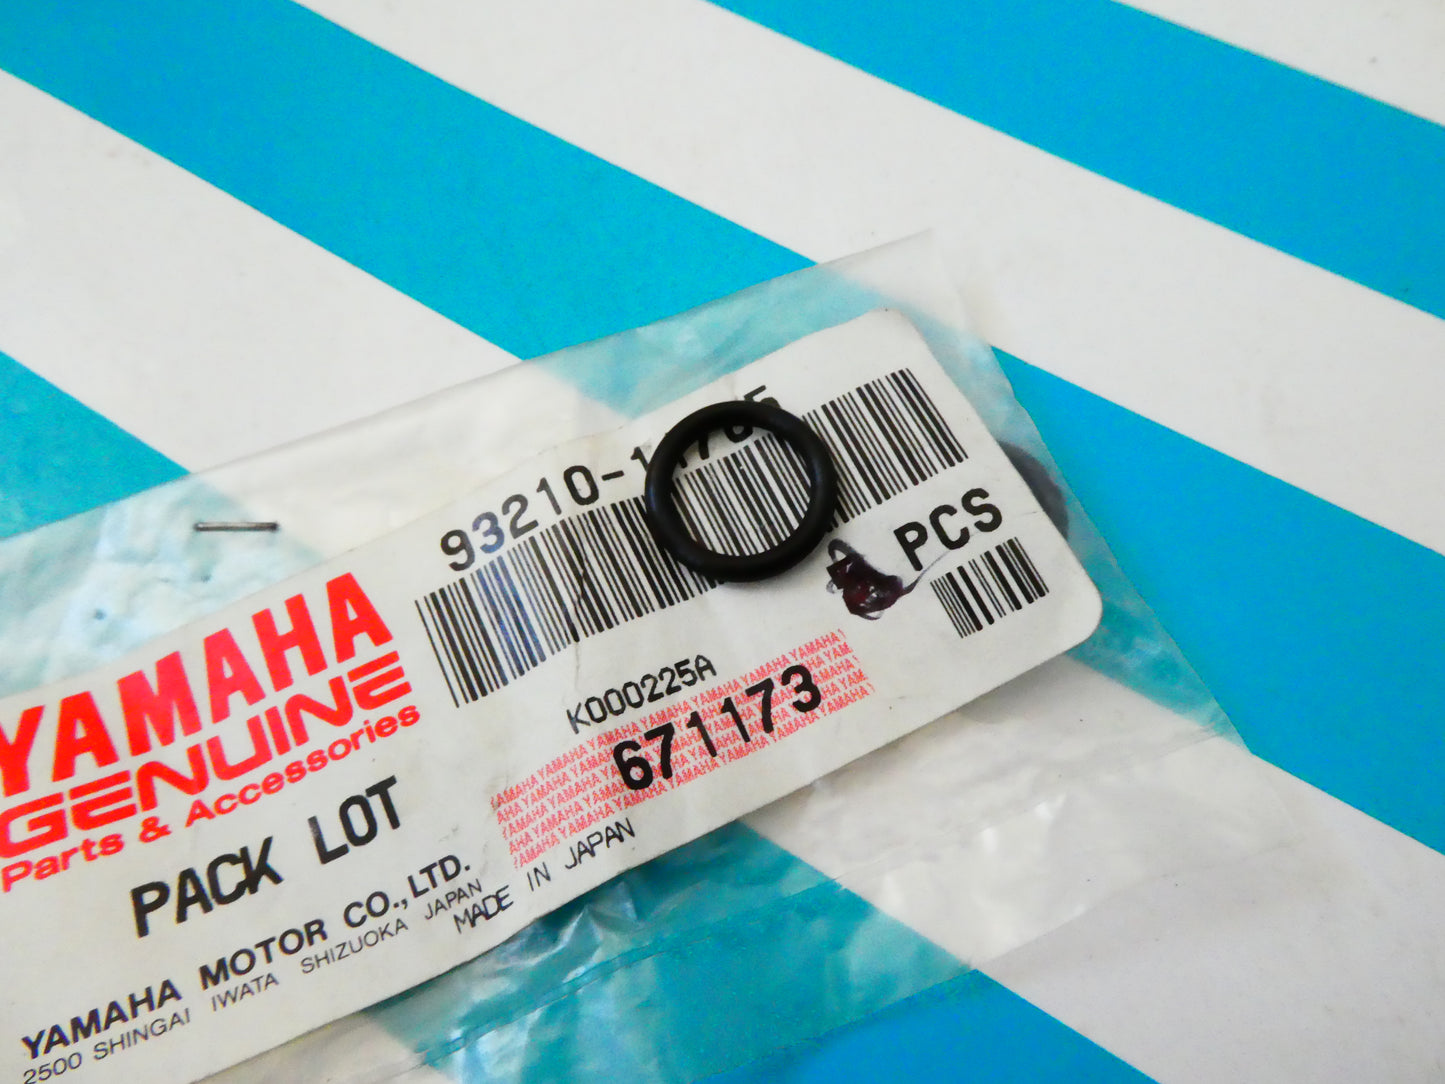 93210-
PCS
K000225A
671173
YAMAHA
GENUINE
Parts & Accessories
PACK LOT
YAMAHA MOTOR CO.,LTD.
2500 SHINGAI IWATA SHIZUOKA JAPAN
MADE IN JAPAN